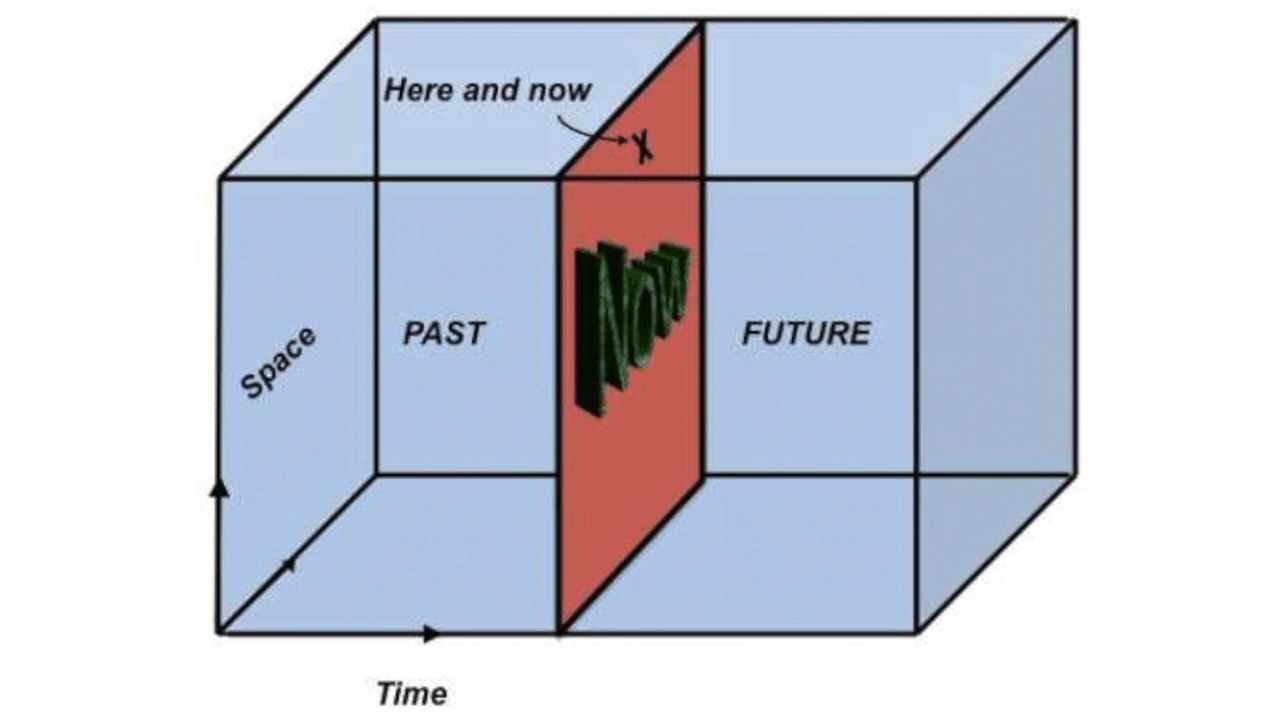 Here and now
X
Now
Space
PAST
FUTURE
Time